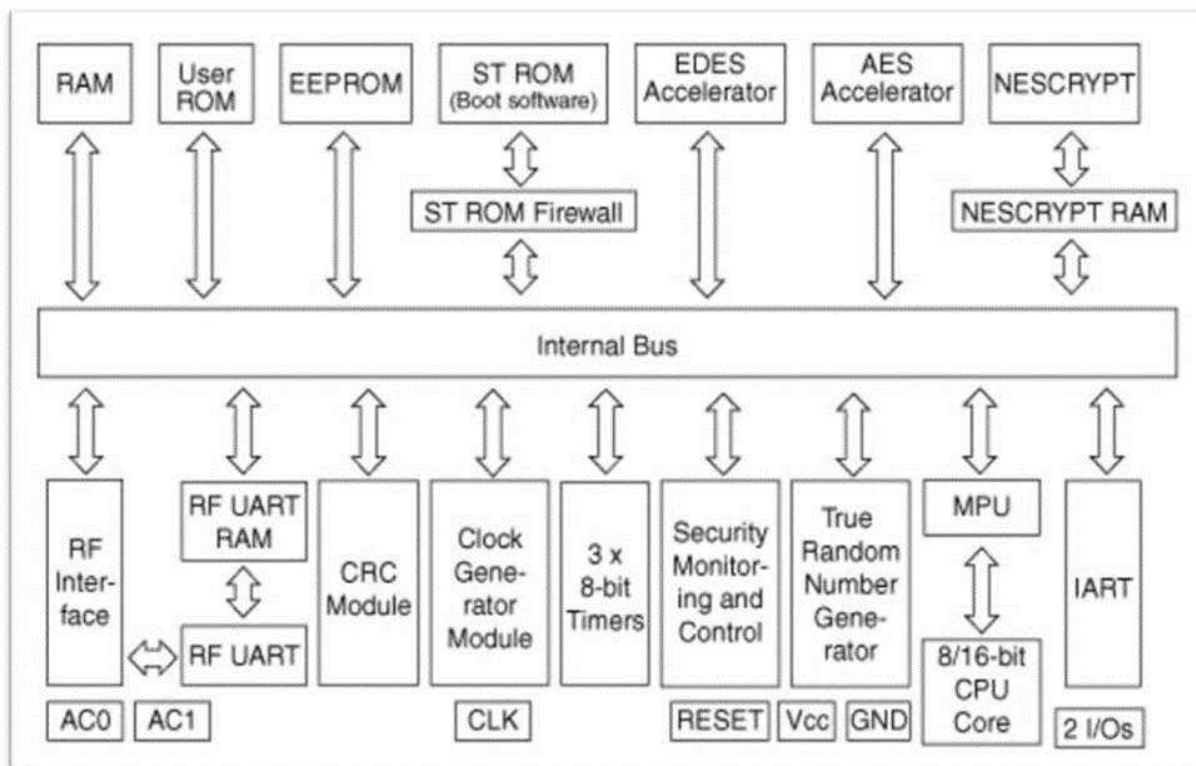 RAM
User
ROM
EEPROM
ST ROM
(Boot software)
EDES
Accelerator
AES
Accelerator
NESCRYPT
ST ROM Firewall
NESCRYPT RAM
Internal Bus
RF
Inter-
face
RF UART
RAM
RF UART
CRC
Module
Clock
Gene-
rator
Module
3 x
8-bit
Timers
Security
Monitor-
ing and
Control
True
Random
Number
Gene-
rator
MPU
8/16-bit
CPU
Core
IART
AC0
AC1
CLK
RESET
Vcc
GND
2 I/Os